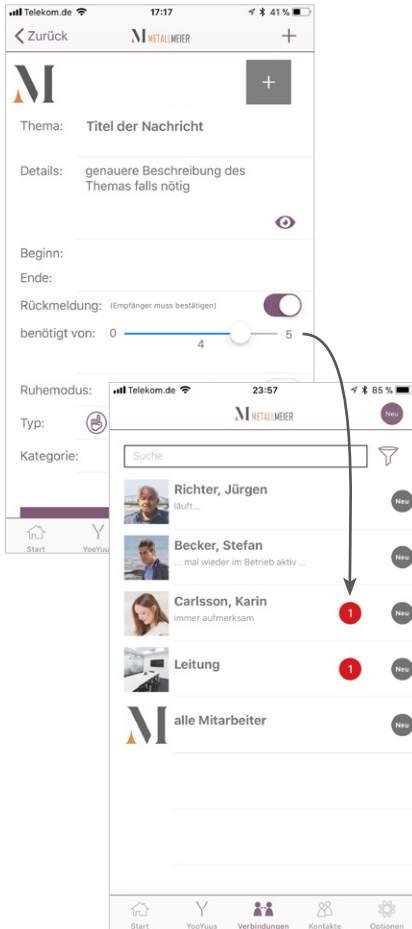 Telekom.de 17:17 41 %
Zurück METALLMEIER +
M
+
Thema: Titel der Nachricht
Details: genauere Beschreibung des
Themas falls nötig
Beginn:
Ende:
Rückmeldung: (Empfänger muss bestätigen)
benötigt von: 0 5
4
Ruhemodus:
Typ:
Kategorie:
Start YooYuu
Telekom.de 23:57 85 %
METALLMEIER Neu
Suche
Richter, Jürgen
läuft... Neu
Becker, Stefan
... mal wieder im Betrieb aktiv ... Neu
Carlsson, Karin
immer aufmerksam 1 Neu
Leitung 1 Neu
M alle Mitarbeiter Neu
Start YooYuus Verbindungen Kontakte Optionen